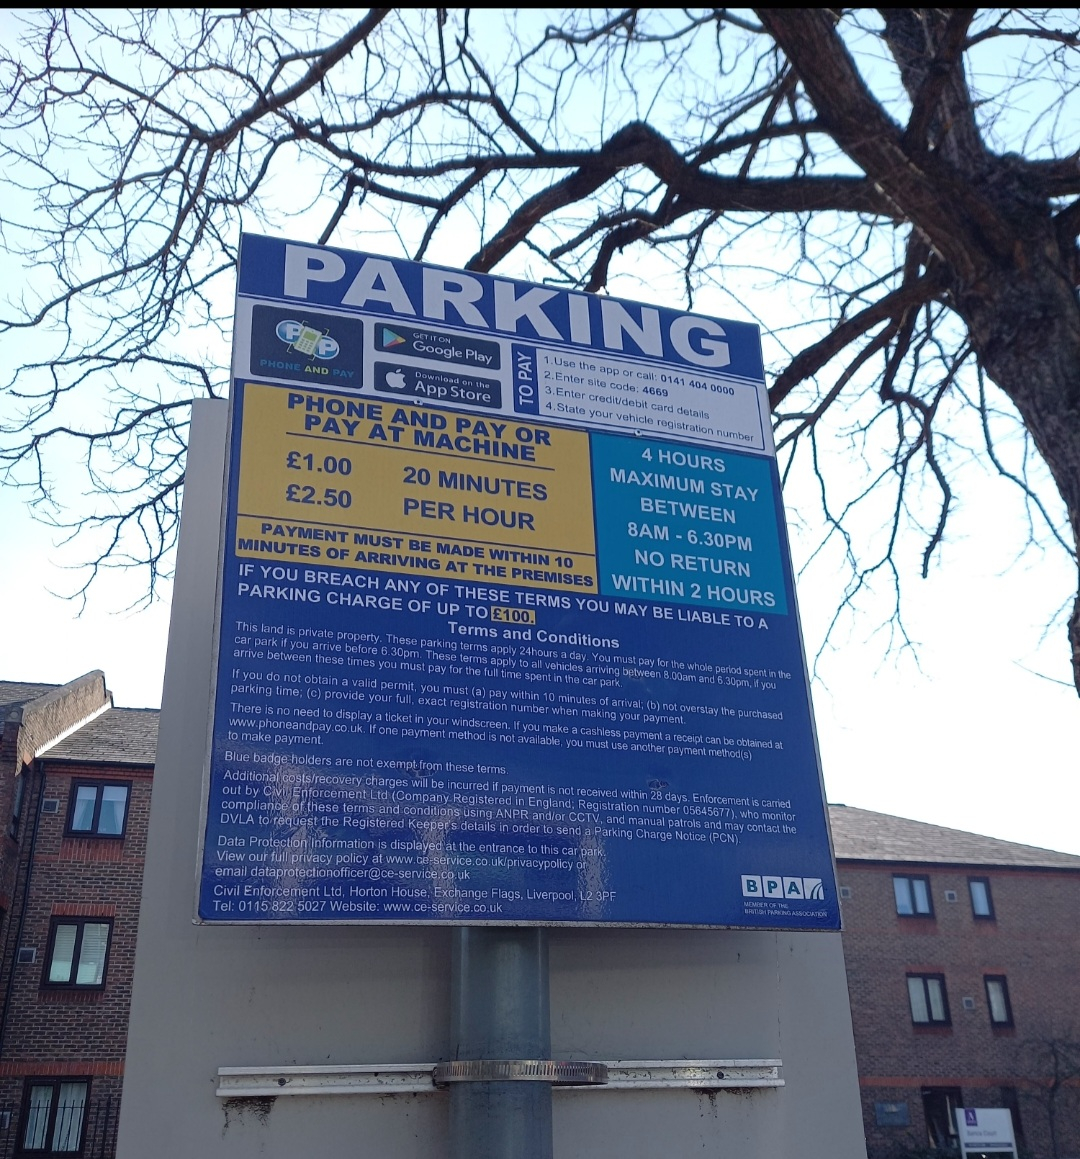 PARKING
PHONE AND PAY
GET IT ON
Google Play
Download on the
App Store
TO PAY
1.Use the app or call: 0141 404 0000
2.Enter site code: 4669
3.Enter credit/debit card details
4.State your vehicle registration number
PHONE AND PAY OR
PAY AT MACHINE
£1.00 20 MINUTES
£2.50 PER HOUR
PAYMENT MUST BE MADE WITHIN 10
MINUTES OF ARRIVING AT THE PREMISES
4 HOURS
MAXIMUM STAY
BETWEEN
8AM - 6.30PM
NO RETURN
WITHIN 2 HOURS
IF YOU BREACH ANY OF THESE TERMS YOU MAY BE LIABLE TO A
PARKING CHARGE OF UP TO £100.
Terms and Conditions
This land is private property. These parking terms apply 24hours a day. You must pay for the whole period spent in the
car park if you arrive before 6.30pm. These terms apply to all vehicles arriving between 8.00am and 6.30pm, if you
arrive between these times you must pay for the full time spent in the car park.
If you do not obtain a valid permit, you must (a) pay within 10 minutes of arrival; (b) not overstay the purchased
parking time; (c) provide your full, exact registration number when making your payment.
There is no need to display a ticket in your windscreen. If you make a cashless payment a receipt can be obtained at
www.phoneandpay.co.uk. If one payment method is not available, you must use another payment method(s)
to make payment.
Blue badge holders are not exempt from these terms.
Additional costs/recovery charges will be incurred if payment is not received within 28 days. Enforcement is carried
out by Civil Enforcement Ltd (Company Registered in England; Registration number 05645677), who monitor
compliance of these terms and conditions using ANPR and/or CCTV, and manual patrols and may contact the
DVLA to request the Registered Keeper's details in order to send a Parking Charge Notice (PCN).
Data Protection Information is displayed at the entrance to this car park.
View our full privacy policy at www.ce-service.co.uk/privacypolicy or
email dataprotectionofficer@ce-service.co.uk
Civil Enforcement Ltd, Horton House, Exchange Flags, Liverpool, L2 3PF
Tel: 0115 822 5027 Website: www.ce-service.co.uk
BPA
MEMBER OF THE
BRITISH PARKING ASSOCIATION